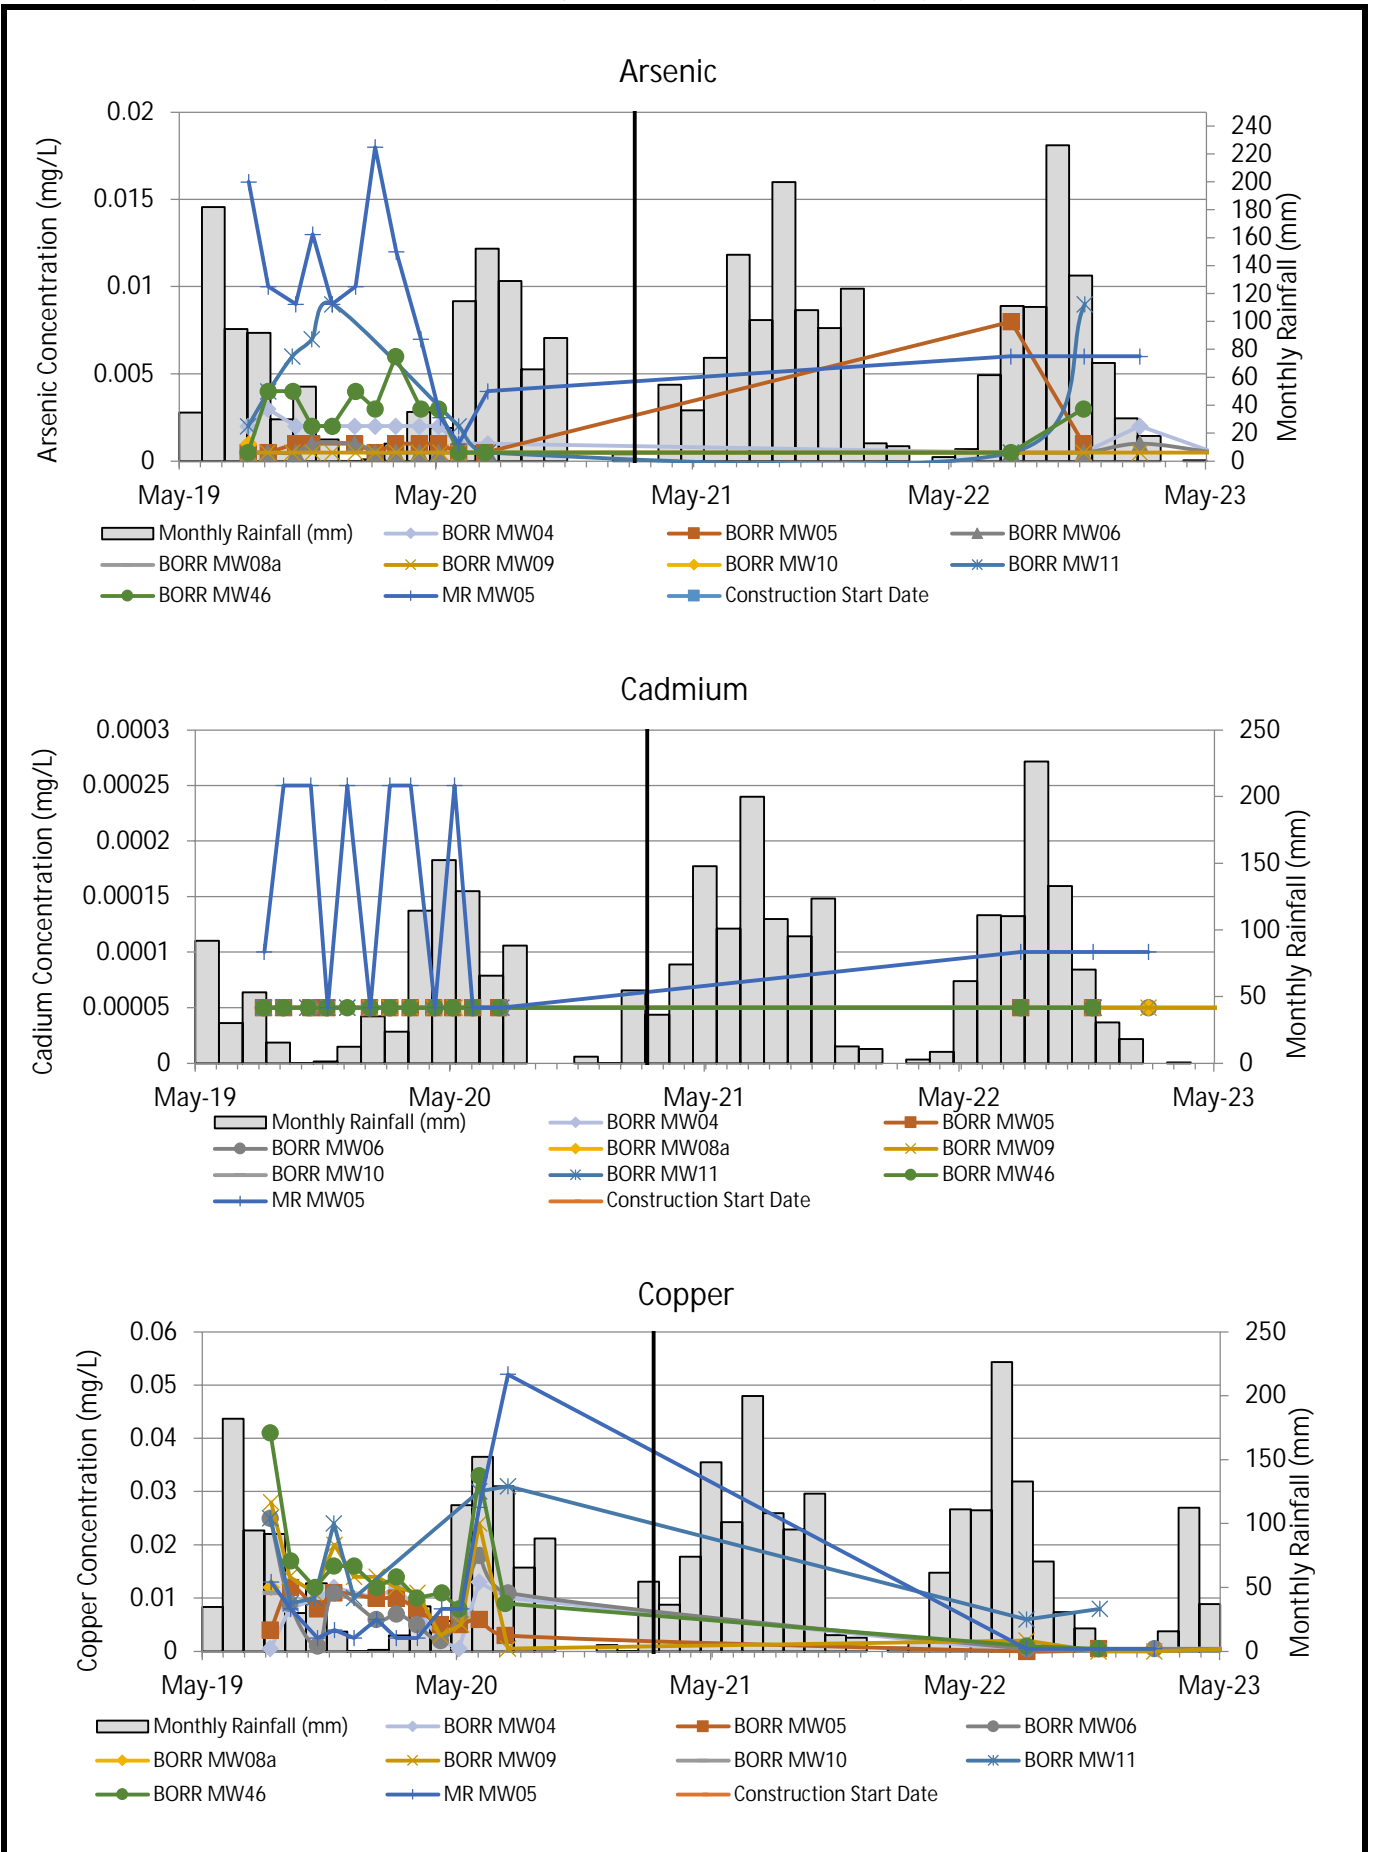 Arsenic
Arsenic Concentration (mg/L)
0.02
0.015
0.01
0.005
0
240
220
200
180
160
140
120
100
80
60
40
20
0
Monthly Rainfall (mm)
May-19 May-20 May-21 May-22 May-23
Monthly Rainfall (mm) BORR MW04 BORR MW05 BORR MW06
BORR MW08a BORR MW09 BORR MW10 BORR MW11
BORR MW46 MR MW05 Construction Start Date
Cadmium
Cadium Concentration (mg/L)
0.0003
0.00025
0.0002
0.00015
0.0001
0.00005
0
250
200
150
100
50
0
Monthly Rainfall (mm)
May-19 May-20 May-21 May-22 May-23
Monthly Rainfall (mm) BORR MW04 BORR MW05
BORR MW06 BORR MW08a BORR MW09
BORR MW10 BORR MW11 BORR MW46
MR MW05 Construction Start Date
Copper
Copper Concentration (mg/L)
0.06
0.05
0.04
0.03
0.02
0.01
0
250
200
150
100
50
0
Monthly Rainfall (mm)
May-19 May-20 May-21 May-22 May-23
Monthly Rainfall (mm) BORR MW04 BORR MW05 BORR MW06
BORR MW08a BORR MW09 BORR MW10 BORR MW11
BORR MW46 MR MW05 Construction Start Date